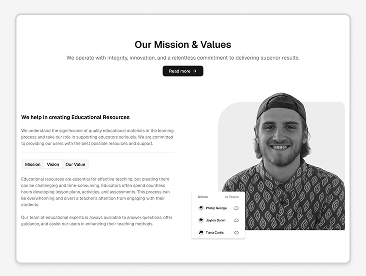 Our Mission & Values
We operate with integrity, innovation, and a relentless commitment to delivering superior results.
Read more →
We help in creating Educational Resources
We understand the significance of quality educational materials in the learning
process and take our role in supporting educators seriously. We are committed
to providing our users with the best possible resources and support.
Mission Vision Our Value
Educational resources are essential for effective teaching, but creating them
can be challenging and time-consuming. Educators often spend countless
hours developing lesson plans, activities, and assessments. This process can
be overwhelming and divert a teacher's attention from engaging with their
students.
Our team of educational experts is always available to answer questions, offer
guidance, and assist our users in enhancing their teaching methods.
Phillip George
Jaylon Dorwart
Tiana Curtis